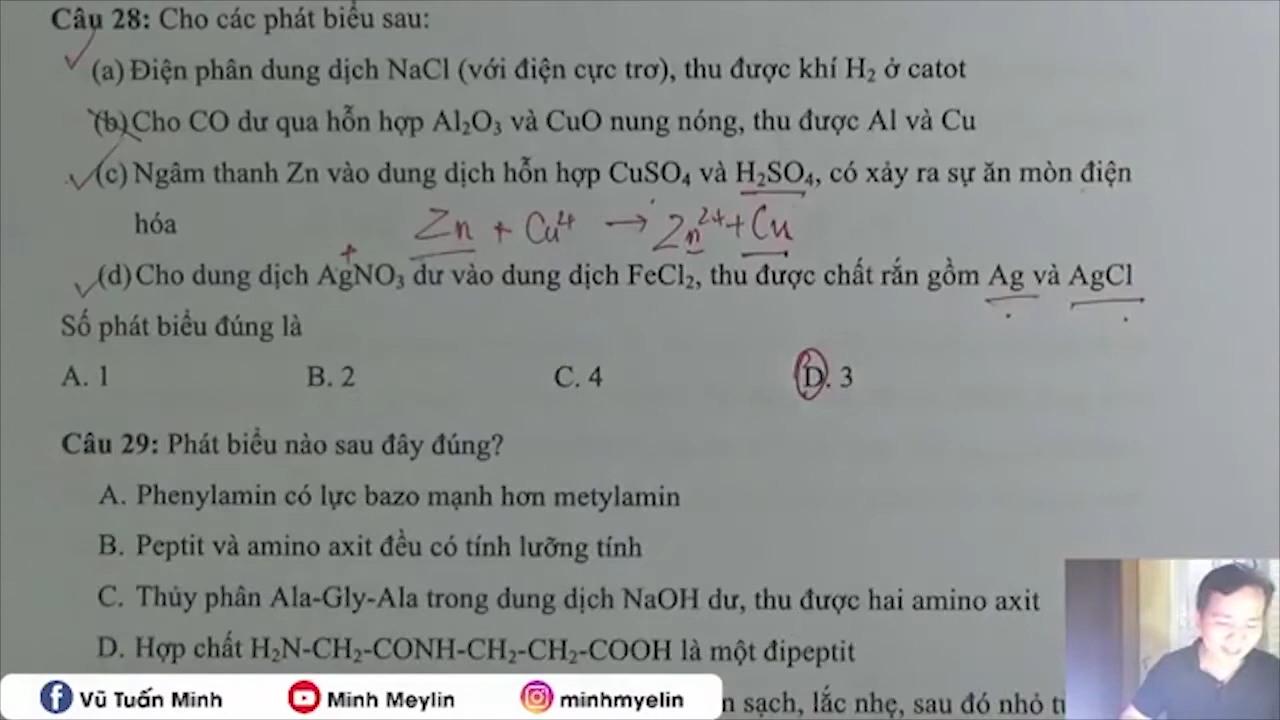 Câu 28: Cho các phát biểu sau:
(a) Điện phân dung dịch NaCl (với điện cực trơ), thu được khí H₂ ở catot
(b) Cho CO dư qua hỗn hợp Al₂O₃ và CuO nung nóng, thu được Al và Cu
(c) Ngâm thanh Zn vào dung dịch hỗn hợp CuSO₄ và H₂SO₄, có xảy ra sự ăn mòn điện
hóa
Zn + Cu²⁺ → Zn²⁺ + Cu
(d) Cho dung dịch AgNO₃ dư vào dung dịch FeCl₂, thu được chất rắn gồm Ag và AgCl
Số phát biểu đúng là
A. 1 B. 2 C. 4 D. 3
Câu 29: Phát biểu nào sau đây đúng?
A. Phenylamin có lực bazo mạnh hơn metylamin
B. Peptit và amino axit đều có tính lưỡng tính
C. Thủy phân Ala-Gly-Ala trong dung dịch NaOH dư, thu được hai amino axit
D. Hợp chất H₂N-CH₂-CONH-CH₂-CH₂-COOH là một đipeptit
n sạch, lắc nhẹ, sau đó nhỏ
Vũ Tuấn Minh Minh Meylin minhmyelin